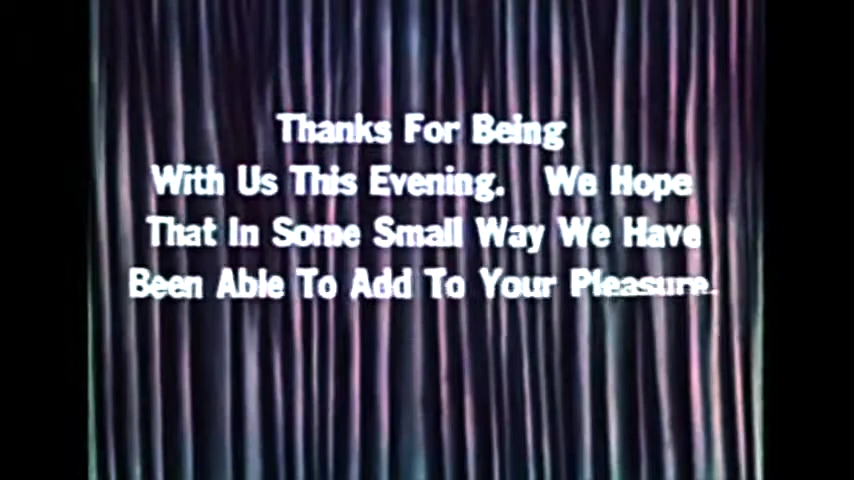 Thanks For Being
With Us This Evening. We Hope
That In Some Small Way We Have
Been Able To Add To Your Pleasure.